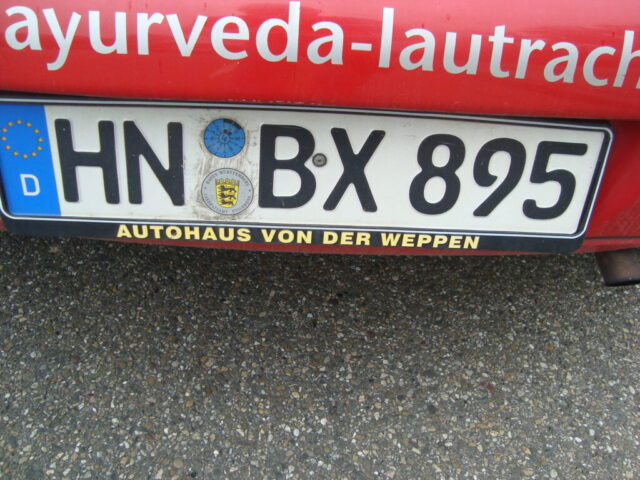 ayurveda-lautrach
D HN BX 895
AUTOHAUS VON DER WEPPEN